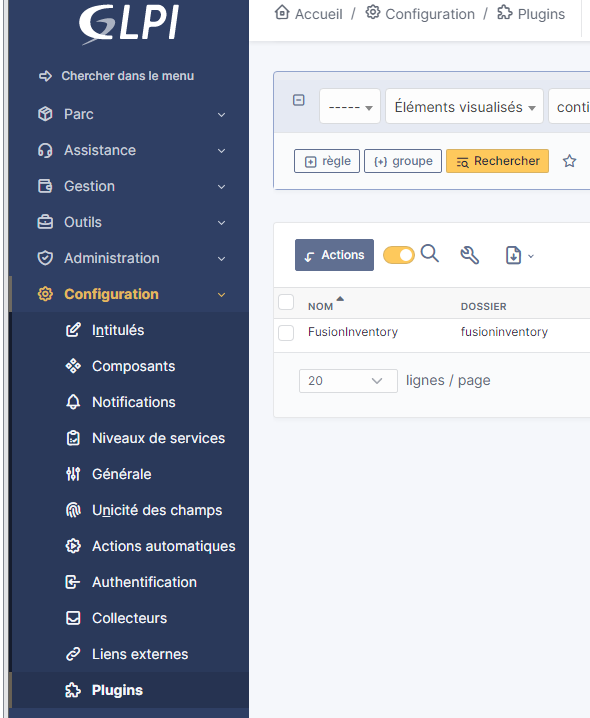 GLPI
Accueil / Configuration / Plugins
Chercher dans le menu
Parc
Assistance
Gestion
Outils
Administration
Configuration
Intitulés
Composants
Notifications
Niveaux de services
Générale
Unicité des champs
Actions automatiques
Authentification
Collecteurs
Liens externes
Plugins
----- Éléments visualisés conti
règle (+) groupe Rechercher
Actions
NOM DOSSIER
FusionInventory fusioninventory
20 lignes / page